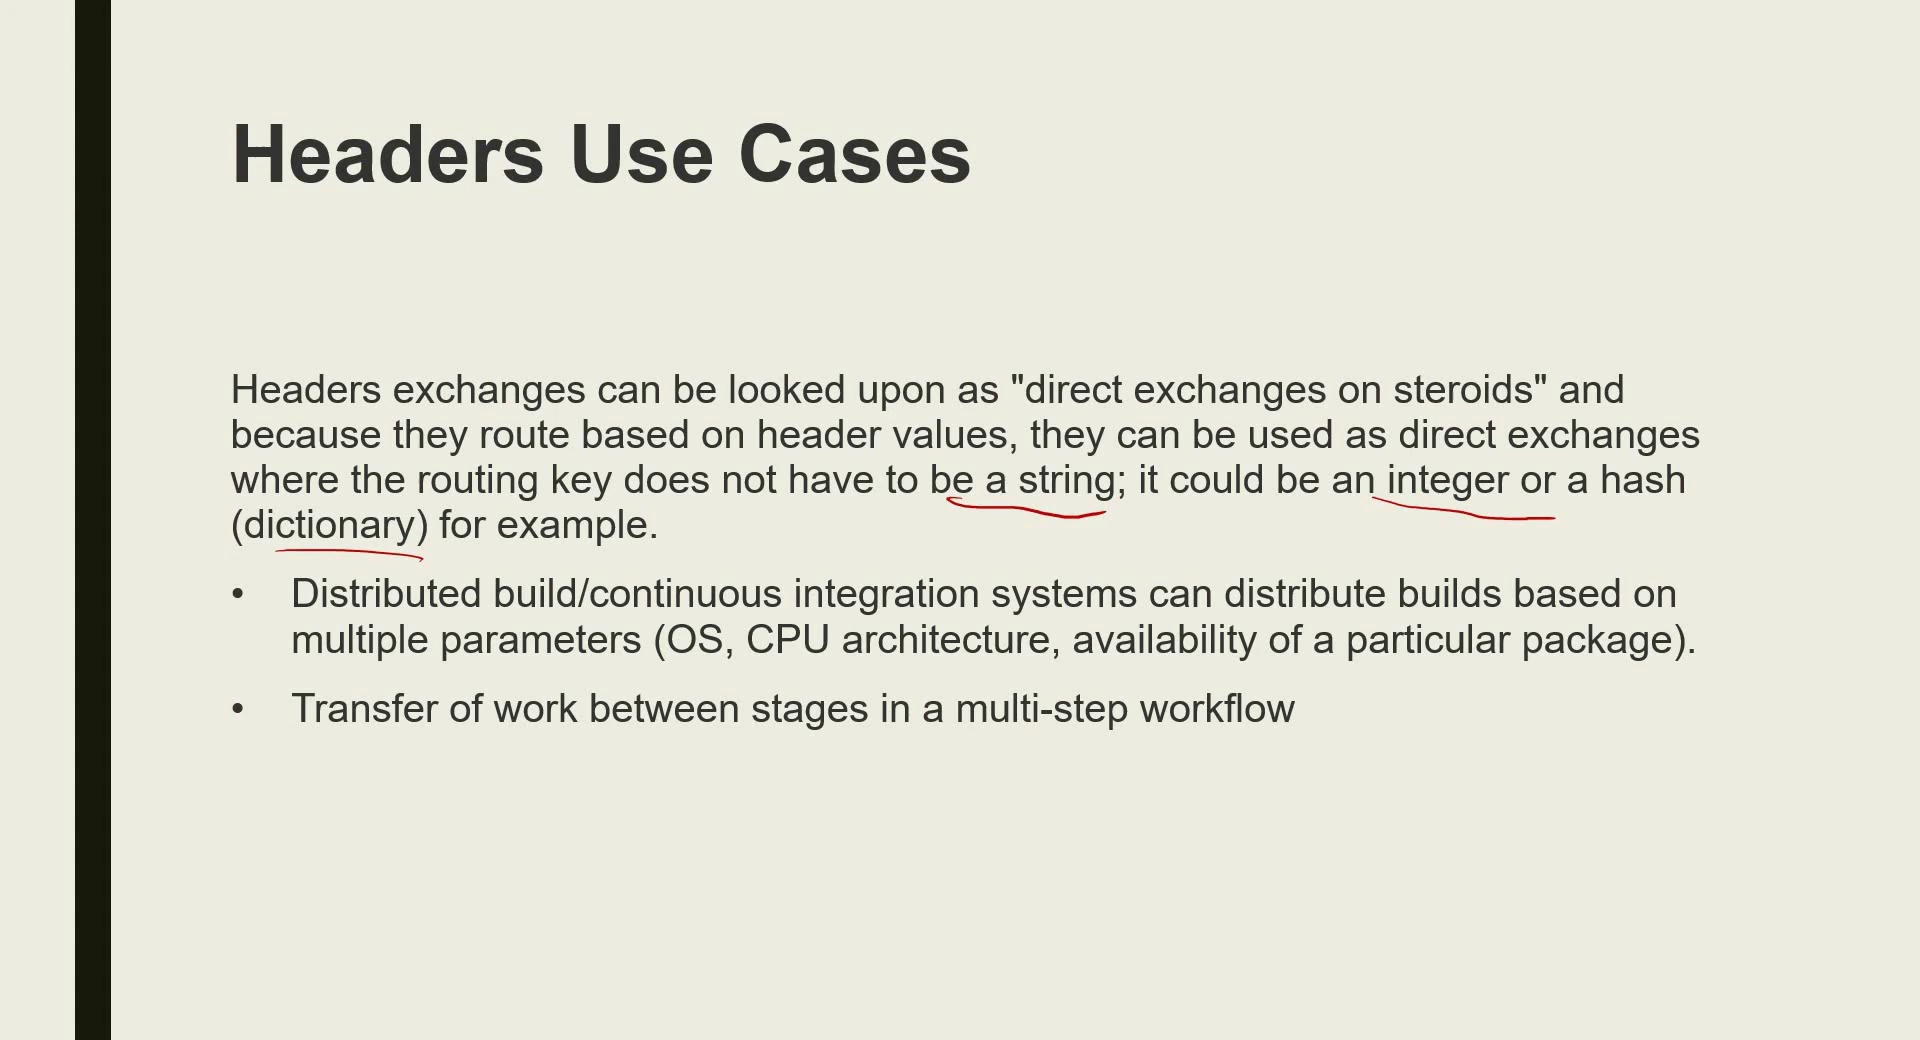 Headers Use Cases
Headers exchanges can be looked upon as "direct exchanges on steroids" and
because they route based on header values, they can be used as direct exchanges
where the routing key does not have to be a string; it could be an integer or a hash
(dictionary) for example.
• Distributed build/continuous integration systems can distribute builds based on
multiple parameters (OS, CPU architecture, availability of a particular package).
• Transfer of work between stages in a multi-step workflow